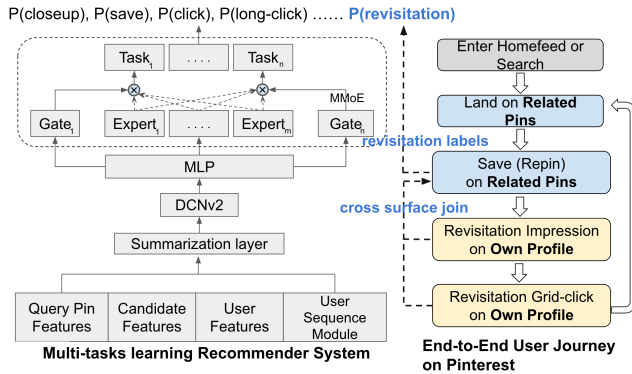 P(closeup), P(save), P(click), P(long-click) …… P(revisitation)
Task1
. . . .
Taskn
MMoE
Gate1
Expert1
. . . .
Expertm
Gaten
MLP
DCNv2
Summarization layer
Query Pin
Features
Candidate
Features
User
Features
User
Sequence
Module
Multi-tasks learning Recommender System
revisitation labels
cross surface join
Enter Homefeed or
Search
Land on Related
Pins
Save (Repin)
on Related Pins
Revisitation Impression
on Own Profile
Revisitation Grid-click
on Own Profile
End-to-End User Journey
on Pinterest